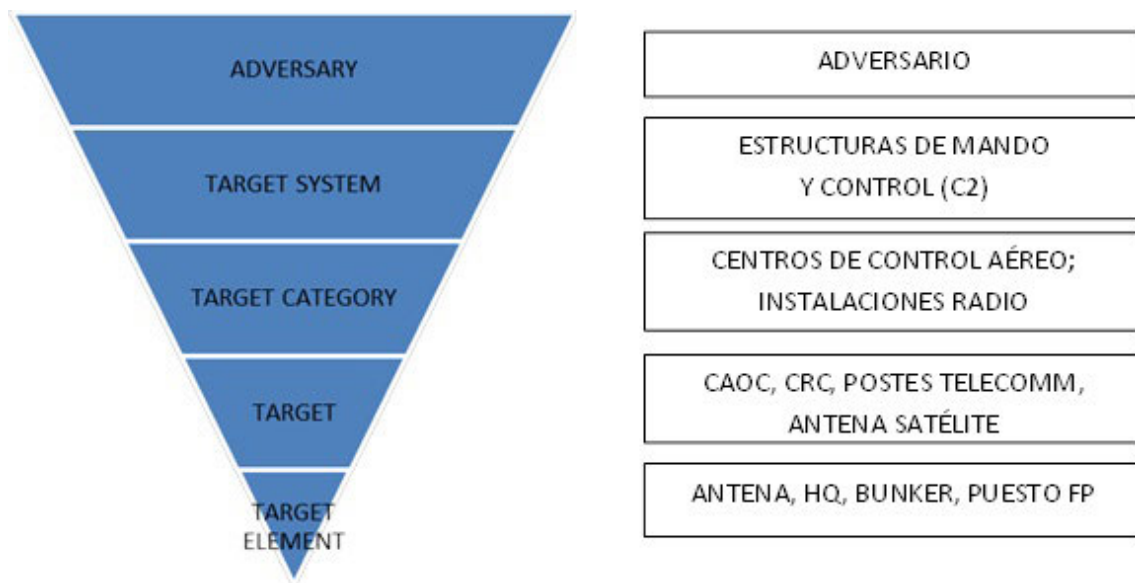 ADVERSARY
ADVERSARIO
TARGET SYSTEM
ESTRUCTURAS DE MANDO
Y CONTROL (C2)
TARGET CATEGORY
CENTROS DE CONTROL AÉREO;
INSTALACIONES RADIO
TARGET
CAOC, CRC, POSTES TELECOMM,
ANTENA SATÉLITE
TARGET
ELEMENT
ANTENA, HQ, BUNKER, PUESTO FP